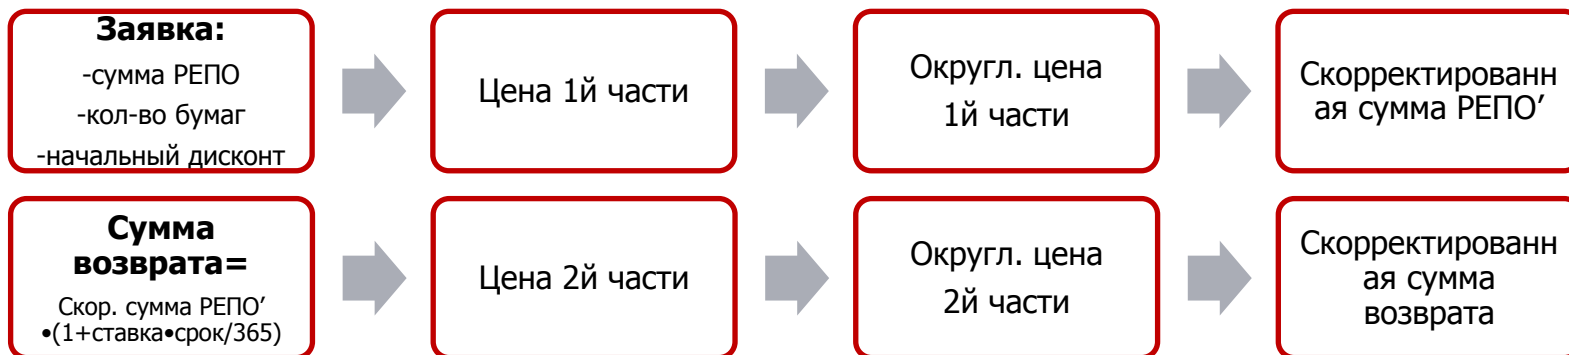 Заявка:
-сумма РЕПО
-кол-во бумаг
-начальный дисконт
Цена 1й части
Округл. цена
1й части
Скорректированн
ая сумма РЕПО’
Сумма
возврата=
Скор. сумма РЕПО’
•(1+ставка•срок/365)
Цена 2й части
Округл. цена
2й части
Скорректированн
ая сумма
возврата